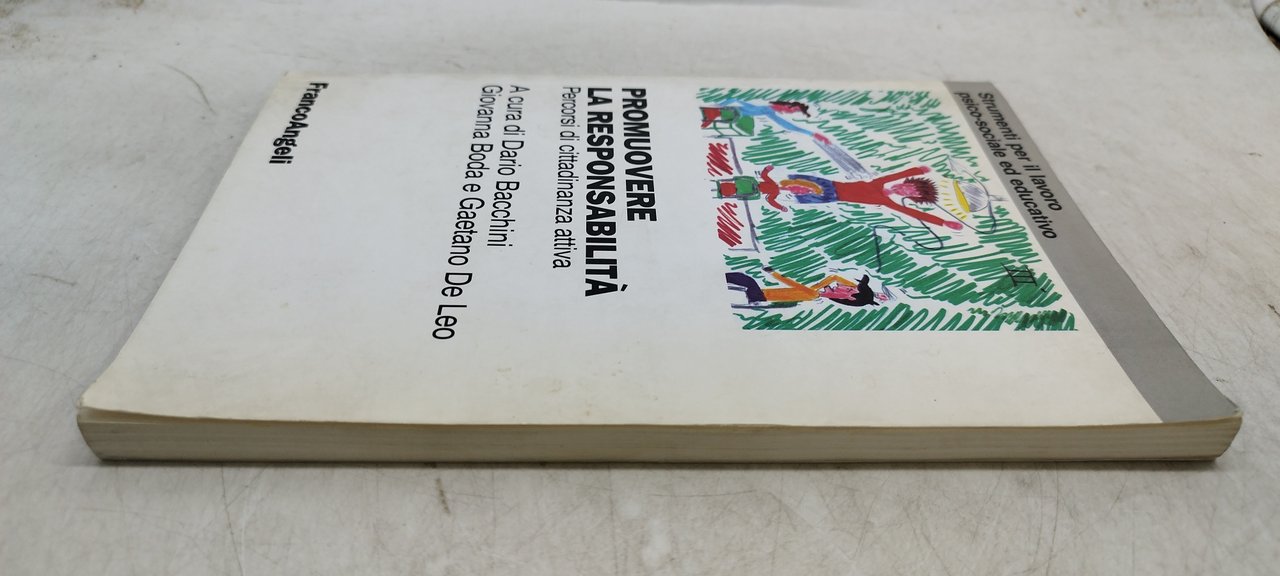 Strumenti per il lavoro
psico-sociale ed educativo
PROMUOVERE
LA RESPONSABILITÀ
Percorsi di cittadinanza attiva
A cura di Dario Bacchini
Giovanna Boda e Gaetano De Leo
FrancoAngeli